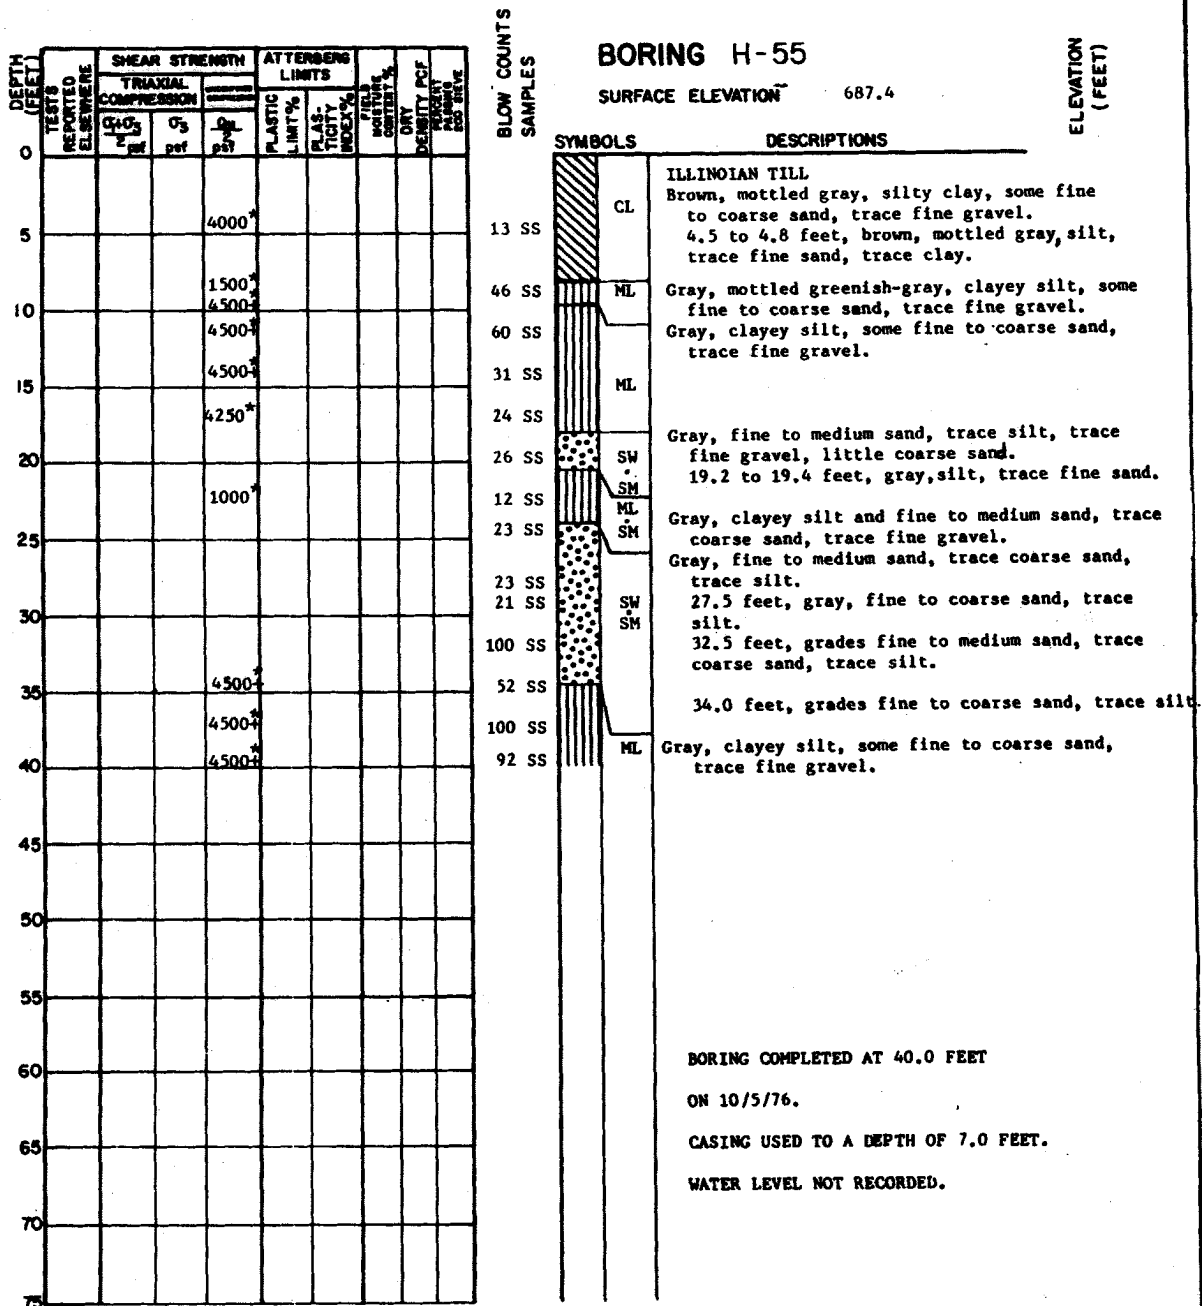 BORING H-55
SURFACE ELEVATION 687.4
DEPTH (FEET)
TESTS REPORTED ELSEWHERE
SHEAR STRENGTH
TRIAXIAL COMPRESSION
psf
σ3 psf
psf
ATTERBERG LIMITS
PLASTIC LIMIT %
PLAS-TICITY INDEX %
FIELD MOISTURE CONTENT %
DRY DENSITY PCF
PERCENT PASSING 200 SIEVE
BLOW COUNTS
SAMPLES
SYMBOLS
DESCRIPTIONS
ELEVATION (FEET)
0
5
10
15
20
25
30
35
40
45
50
55
60
65
70
75
4000*
1500*
4500+*
4500+*
4500+*
4250*
1000*
4500+*
4500+*
4500+*
13 SS
46 SS
60 SS
31 SS
24 SS
26 SS
12 SS
23 SS
23 SS
21 SS
100 SS
52 SS
100 SS
92 SS
CL
ML
ML
SW
SM
ML
SM
SW
SM
ML
ILLINOIAN TILL
Brown, mottled gray, silty clay, some fine
to coarse sand, trace fine gravel.
4.5 to 4.8 feet, brown, mottled gray, silt,
trace fine sand, trace clay.
Gray, mottled greenish-gray, clayey silt, some
fine to coarse sand, trace fine gravel.
Gray, clayey silt, some fine to coarse sand,
trace fine gravel.
Gray, fine to medium sand, trace silt, trace
fine gravel, little coarse sand.
19.2 to 19.4 feet, gray, silt, trace fine sand.
Gray, clayey silt and fine to medium sand, trace
coarse sand, trace fine gravel.
Gray, fine to medium sand, trace coarse sand,
trace silt.
27.5 feet, gray, fine to coarse sand, trace
silt.
32.5 feet, grades fine to medium sand, trace
coarse sand, trace silt.
34.0 feet, grades fine to coarse sand, trace silt.
Gray, clayey silt, some fine to coarse sand,
trace fine gravel.
BORING COMPLETED AT 40.0 FEET
ON 10/5/76.
CASING USED TO A DEPTH OF 7.0 FEET.
WATER LEVEL NOT RECORDED.